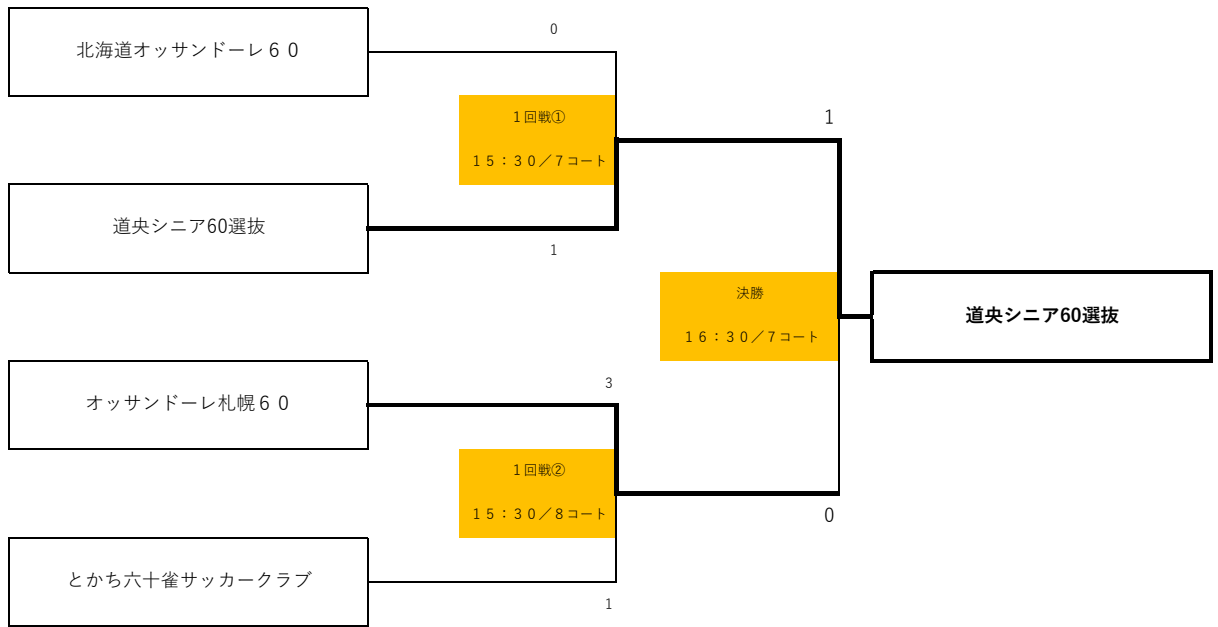 北海道オッサンドーレ６０
0
１回戦①
１５：３０／７コート
道央シニア60選抜
1
1
決勝
１６：３０／７コート
道央シニア60選抜
オッサンドーレ札幌６０
3
１回戦②
１５：３０／８コート
0
とかち六十雀サッカークラブ
1